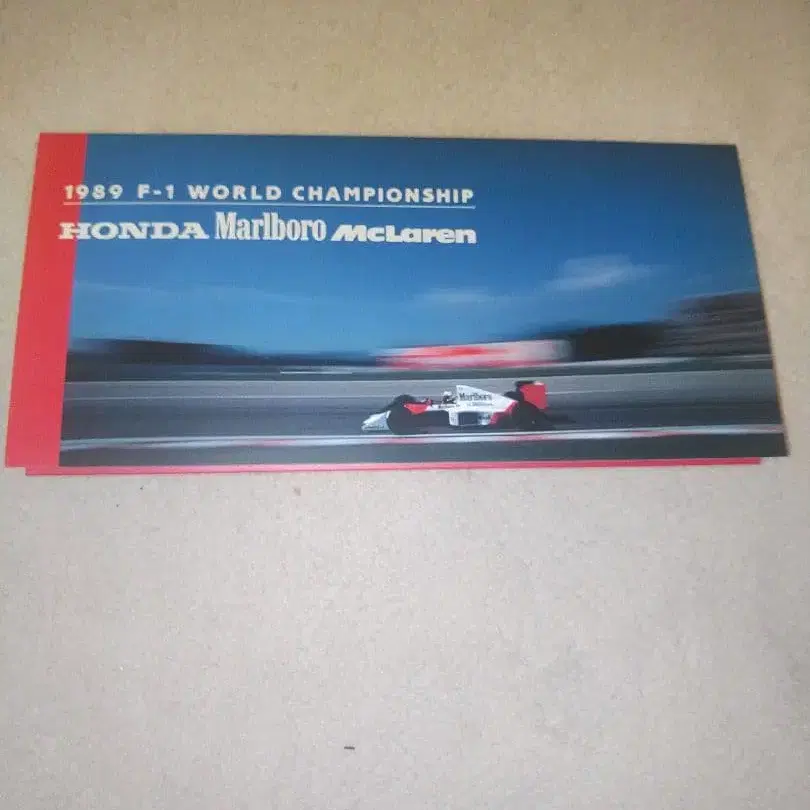 1989 F-1 WORLD CHAMPIONSHIP
HONDA Marlboro McLaren
Marlboro